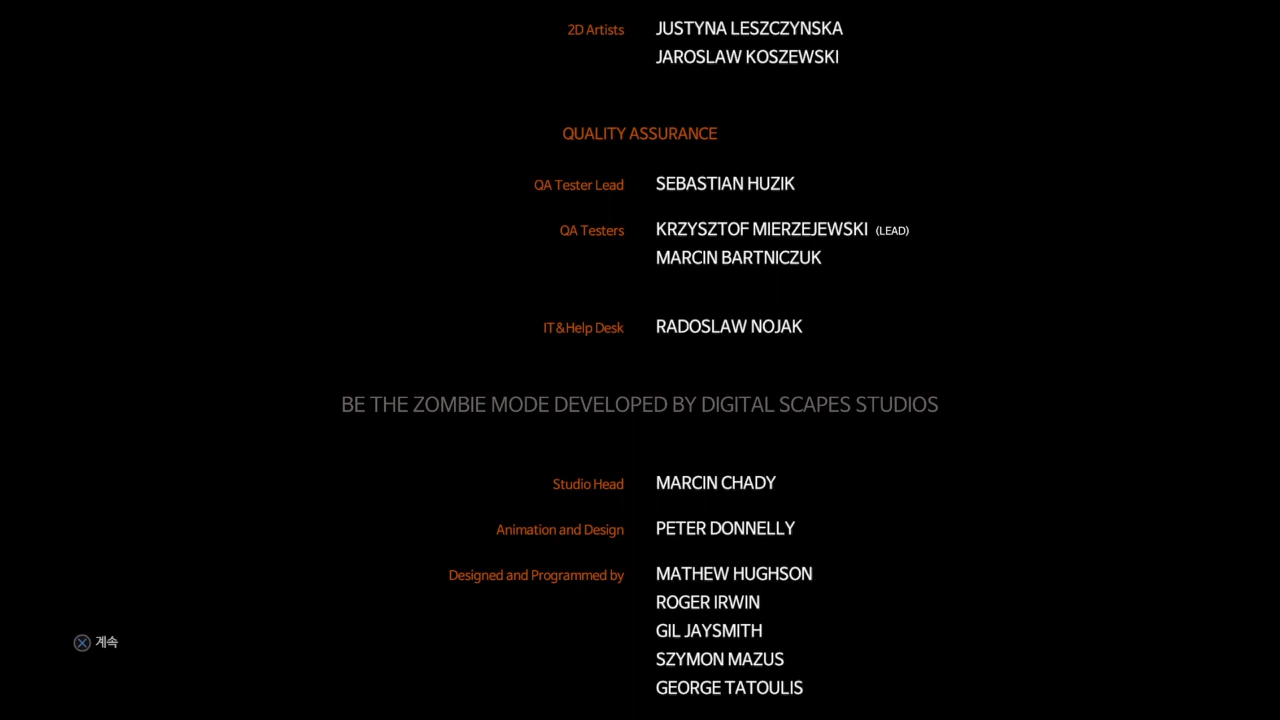 2D Artists JUSTYNA LESZCZYNSKA
JAROSLAW KOSZEWSKI
QUALITY ASSURANCE
QA Tester Lead SEBASTIAN HUZIK
QA Testers KRZYSZTOF MIERZEJEWSKI (LEAD)
MARCIN BARTNICZUK
IT&Help Desk RADOSLAW NOJAK
BE THE ZOMBIE MODE DEVELOPED BY DIGITAL SCAPES STUDIOS
Studio Head MARCIN CHADY
Animation and Design PETER DONNELLY
Designed and Programmed by MATHEW HUGHSON
ROGER IRWIN
GIL JAYSMITH
계속
SZYMON MAZUS
GEORGE TATOULIS